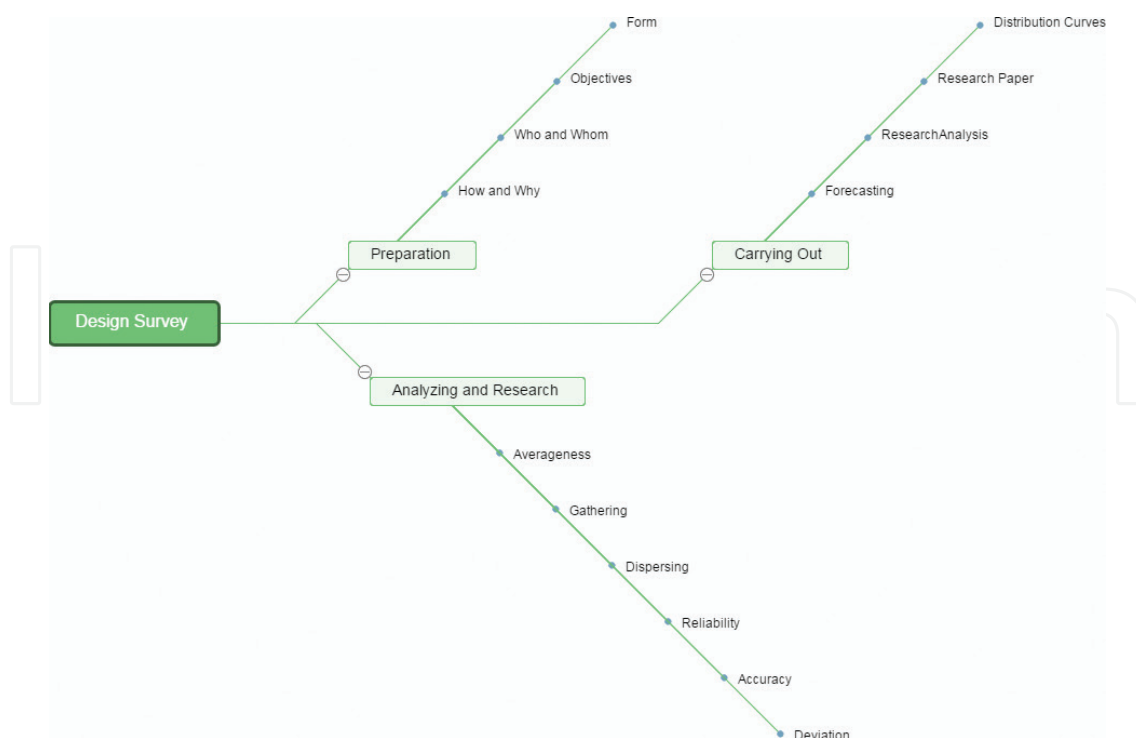 Form
Distribution Curves
Objectives
Research Paper
Who and Whom
ResearchAnalysis
How and Why
Forecasting
Preparation
Carrying Out
Design Survey
Analyzing and Research
Averageness
Gathering
Dispersing
Reliability
Accuracy
Deviation